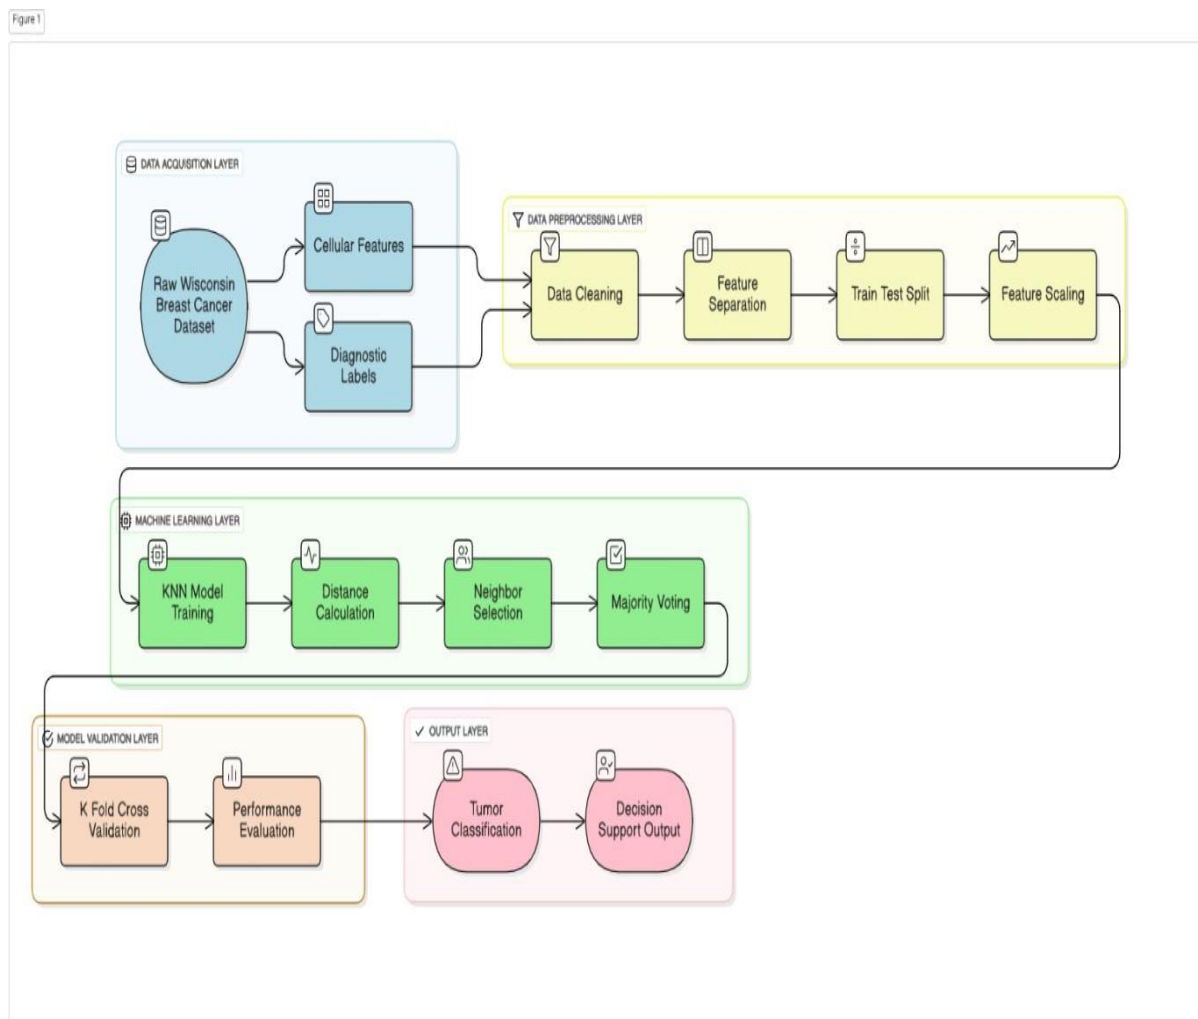 Figure 1
DATA ACQUISITION LAYER
Raw Wisconsin
Breast Cancer
Dataset
Cellular Features
Diagnostic
Labels
DATA PREPROCESSING LAYER
Data Cleaning
Feature
Separation
Train Test Split
Feature Scaling
MACHINE LEARNING LAYER
KNN Model
Training
Distance
Calculation
Neighbor
Selection
Majority Voting
MODEL VALIDATION LAYER
K Fold Cross
Validation
Performance
Evaluation
OUTPUT LAYER
Tumor
Classification
Decision
Support Output